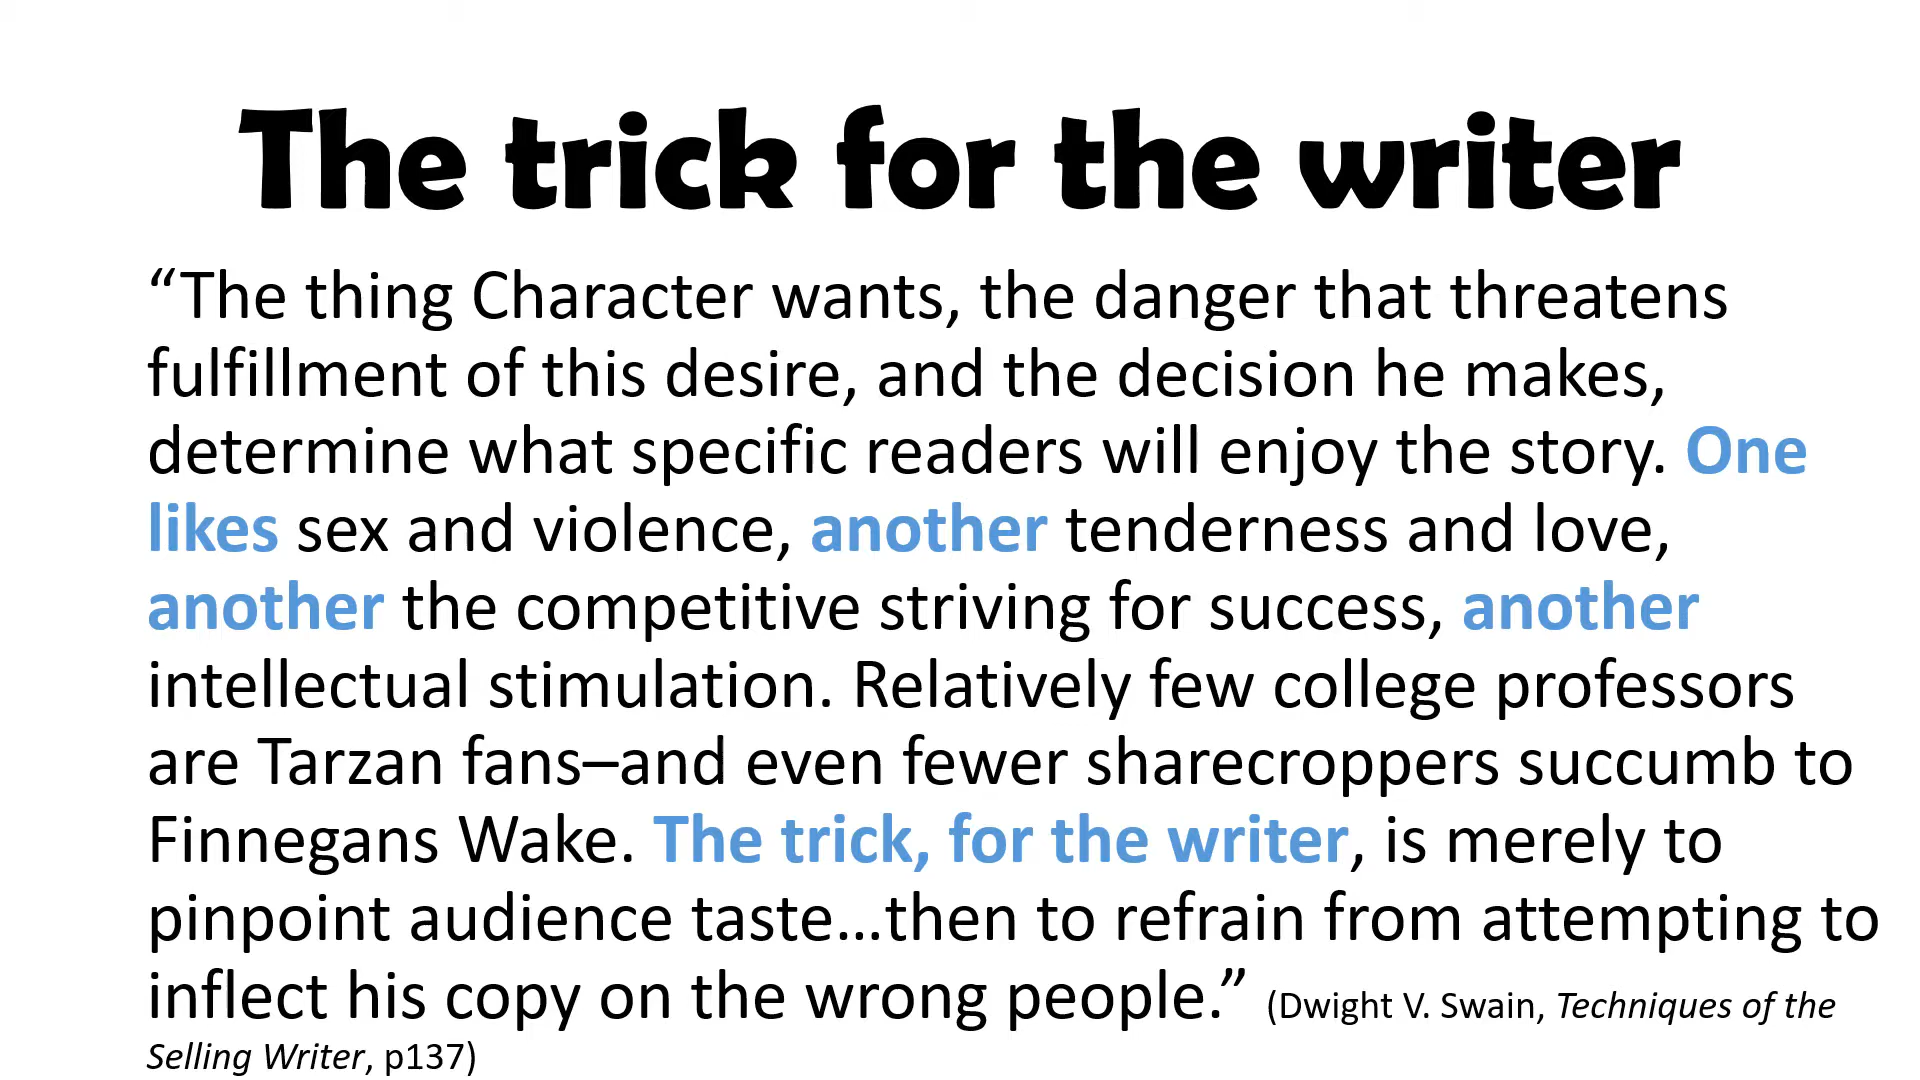 The trick for the writer
“The thing Character wants, the danger that threatens
fulfillment of this desire, and the decision he makes,
determine what specific readers will enjoy the story. One
likes sex and violence, another tenderness and love,
another the competitive striving for success, another
intellectual stimulation. Relatively few college professors
are Tarzan fans–and even fewer sharecroppers succumb to
Finnegans Wake. The trick, for the writer, is merely to
pinpoint audience taste…then to refrain from attempting to
inflect his copy on the wrong people.” (Dwight V. Swain, Techniques of the
Selling Writer, p137)